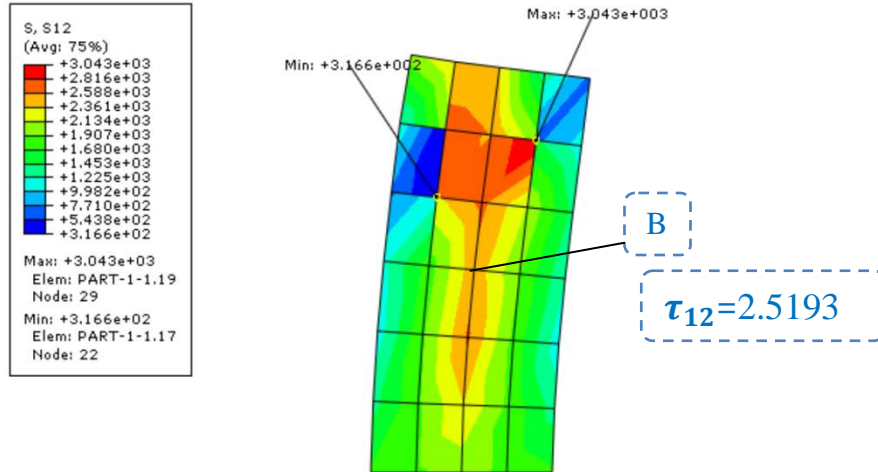 S, S12
(Avg: 75%)
+3.043e+03
+2.816e+03
+2.588e+03
+2.361e+03
+2.134e+03
+1.907e+03
+1.680e+03
+1.453e+03
+1.225e+03
+9.982e+02
+7.710e+02
+5.438e+02
+3.166e+02
Max: +3.043e+03
Elem: PART-1-1.19
Node: 29
Min: +3.166e+02
Elem: PART-1-1.17
Node: 22
Max: +3.043e+003
Min: +3.166e+002
B
τ12=2.5193